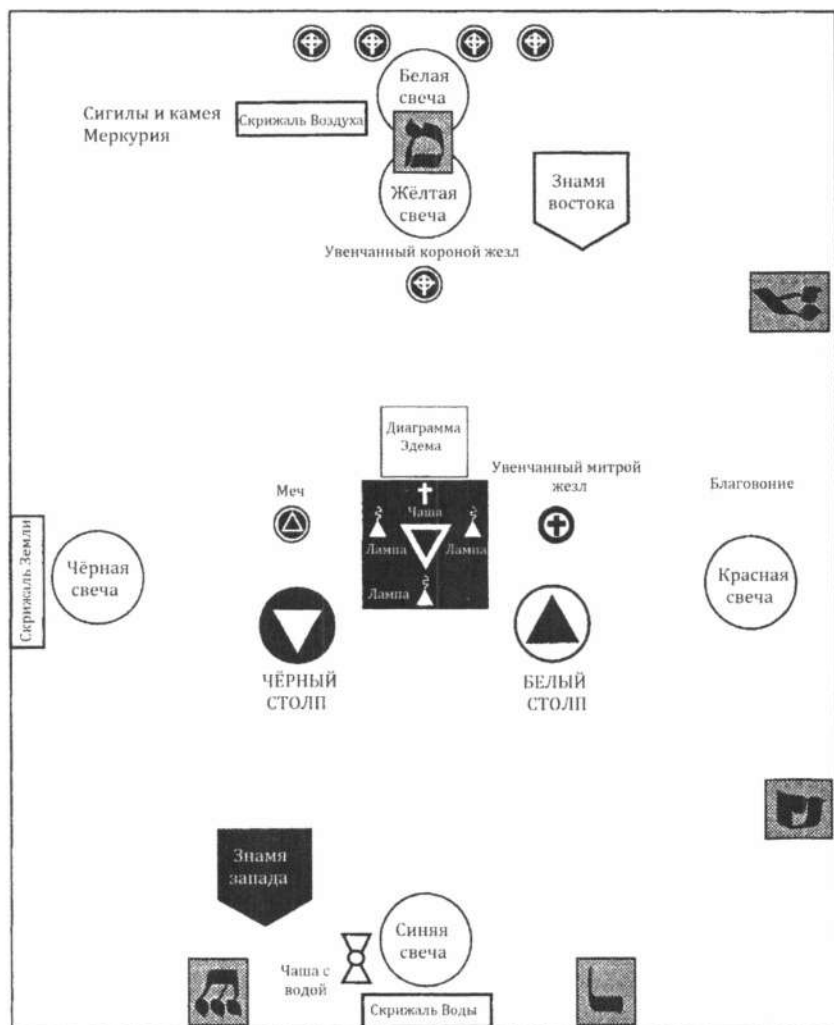 Белая
свеча
Сигилы и камея
Меркурия
Скрижаль Воздуха
מ
Жёлтая
свеча
Знамя
востока
Увенчанный короной жезл
Диаграмма
Эдема
Меч
Увенчанный митрой
жезл
Благовоние
Чаша
Лампа
Лампа
Лампа
Скрижаль Земли
Чёрная
свеча
Красная
свеча
ЧЁРНЫЙ
СТОЛП
БЕЛЫЙ
СТОЛП
Знамя
запада
Синяя
свеча
Чаша с
водой
Скрижаль Воды